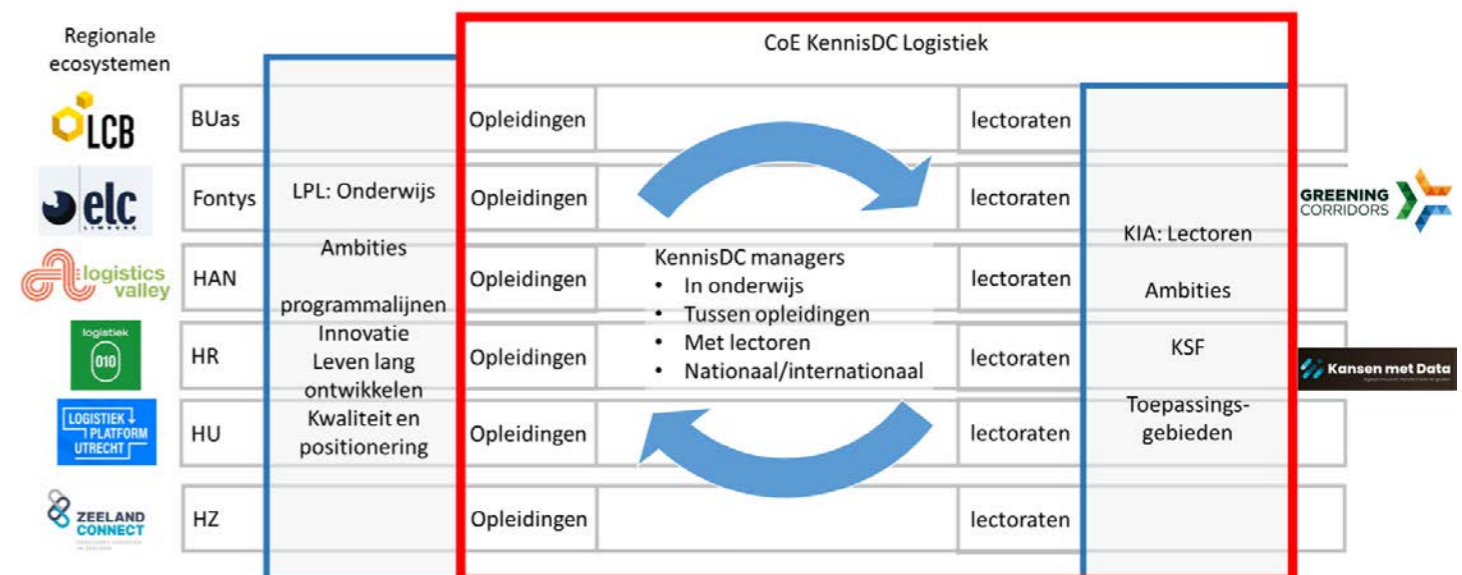 Regionale
ecosystemen
CoE KennisDC Logistiek
LCB
BUas
Opleidingen
lectoraten
elc
LIMBURG
Fontys
LPL: Onderwijs
Opleidingen
lectoraten
GREENING
CORRIDORS
KIA: Lectoren
logistics
valley
HAN
Ambities
programmalijnen
Opleidingen
KennisDC managers
• In onderwijs
• Tussen opleidingen
• Met lectoren
• Nationaal/internationaal
lectoraten
Ambities
logistiek
010
HR
Innovatie
Leven lang
ontwikkelen
Opleidingen
lectoraten
KSF
Kansen met Data
LOGISTIEK
PLATFORM
UTRECHT
HU
Kwaliteit en
positionering
Opleidingen
lectoraten
Toepassings-
gebieden
ZEELAND
CONNECT
HZ
Opleidingen
lectoraten